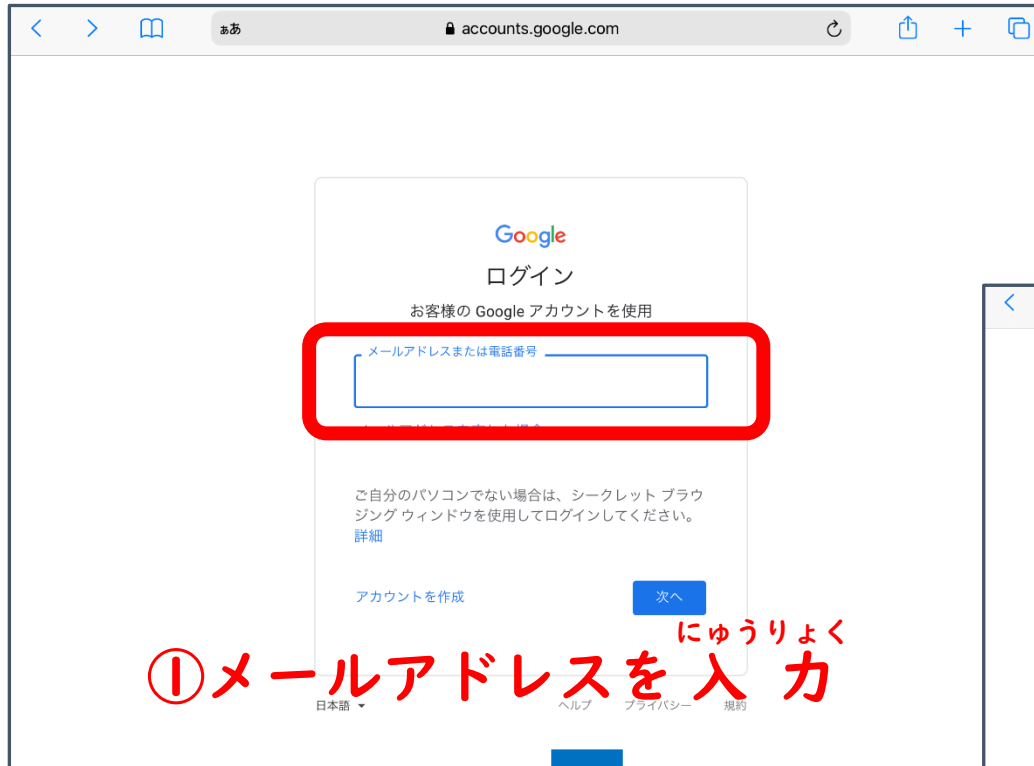 ぁあ
accounts.google.com
Google
ログイン
お客様の Google アカウントを使用
メールアドレスまたは電話番号
ご自分のパソコンでない場合は、シークレット ブラウ
ジング ウィンドウを使用してログインしてください。
詳細
アカウントを作成
次へ
にゅうりょく
①メールアドレスを入力
日本語
ヘルプ
プライバシー
規約